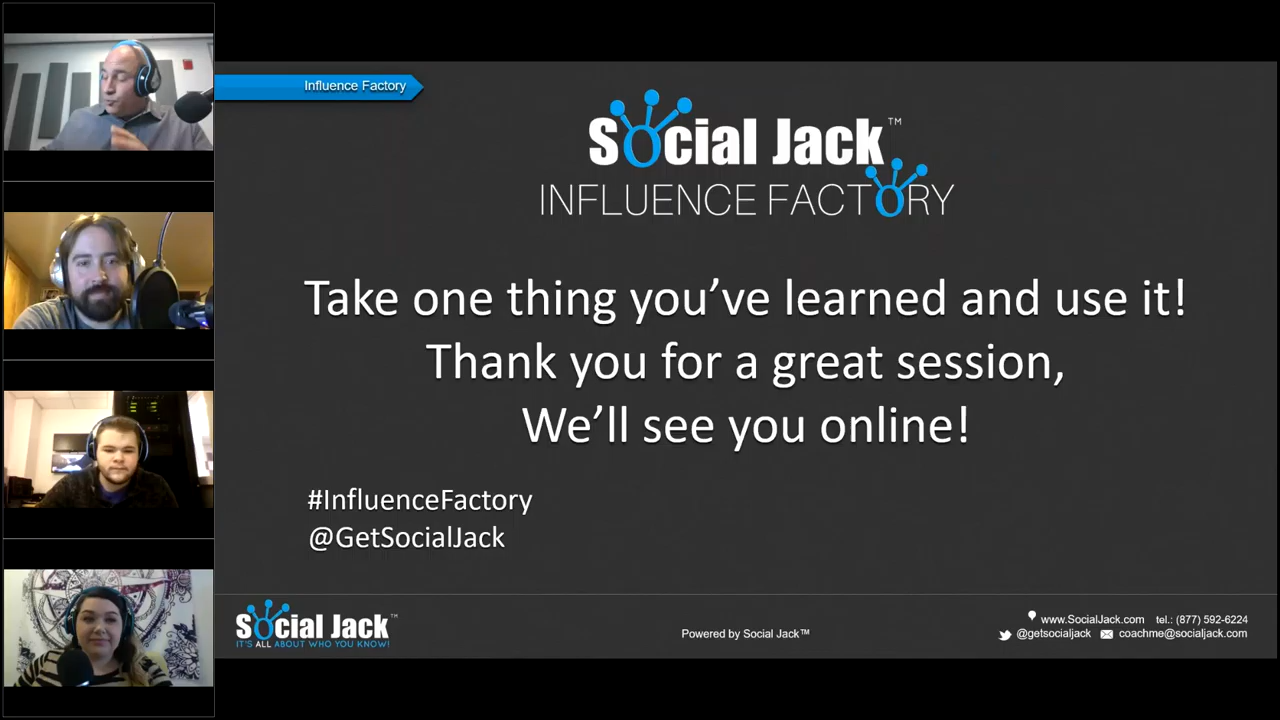 Influence Factory
Social Jack™
INFLUENCE FACTORY
Take one thing you’ve learned and use it!
Thank you for a great session,
We’ll see you online!
#InfluenceFactory
@GetSocialJack
Social Jack™
IT'S ALL ABOUT WHO YOU KNOW!
Powered by Social Jack™
www.SocialJack.com tel.: (877) 592-6224
@getsocialjack coachme@socialjack.com